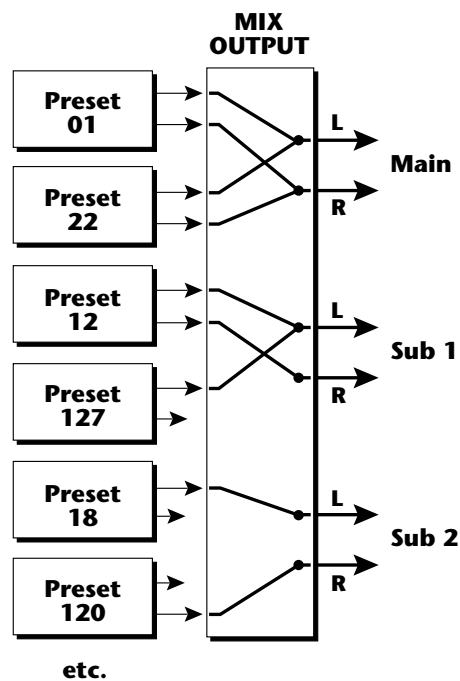 MIX
OUTPUT
Preset
01
L
Main
R
Preset
22
Preset
12
L
Sub 1
R
Preset
127
Preset
18
L
Sub 2
R
Preset
120
etc.